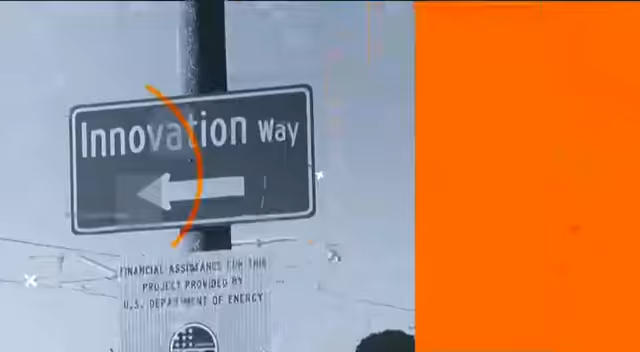 Innovation Way
FINANCIAL ASSISTANCE FOR THIS
PROJECT PROVIDED BY
U.S. DEPARTMENT OF ENERGY